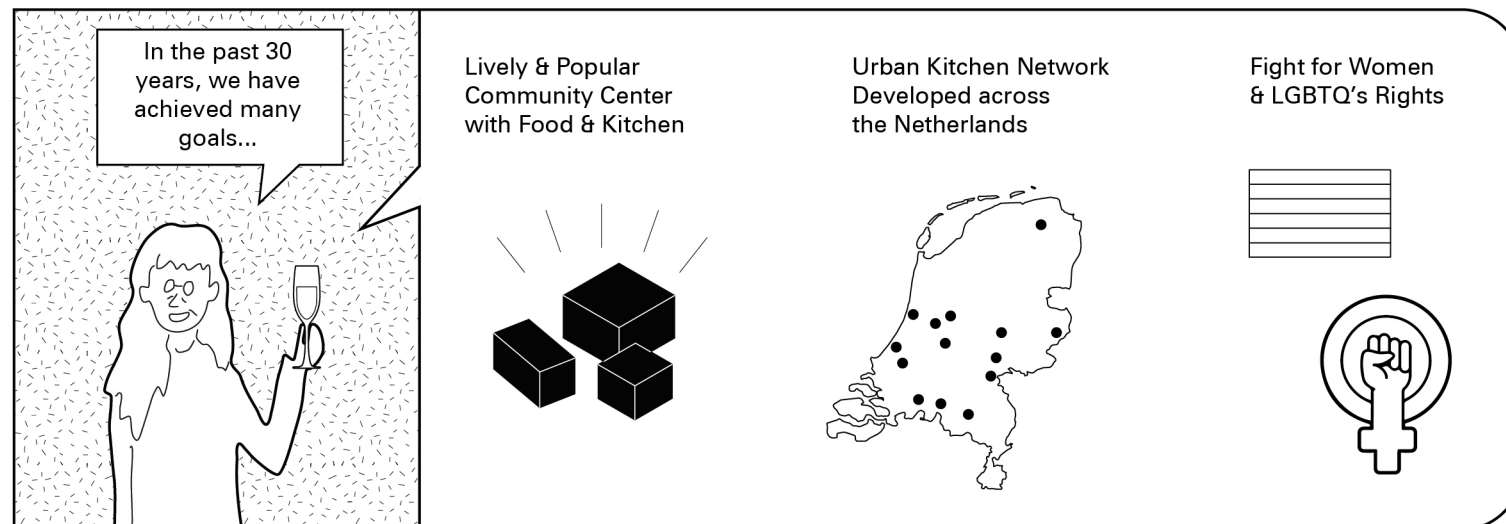 In the past 30
years, we have
achieved many
goals...
Lively & Popular
Community Center
with Food & Kitchen
Urban Kitchen Network
Developed across
the Netherlands
Fight for Women
& LGBTQ's Rights